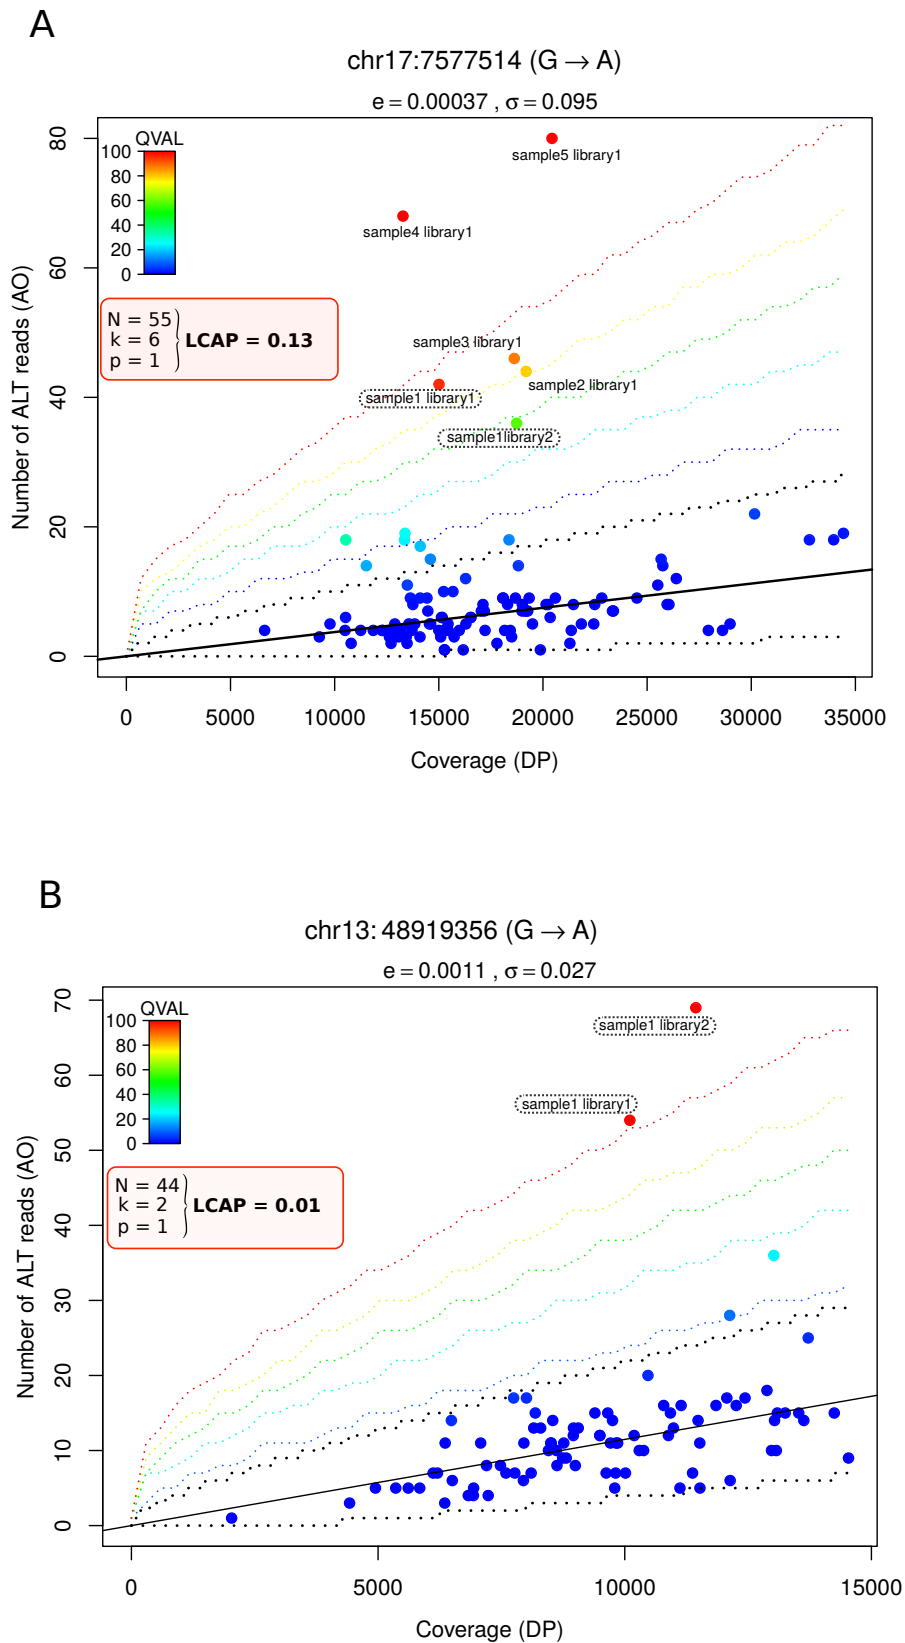 A
chr17:7577514 (G → A)
e = 0.00037 , σ = 0.095
QVAL
100
80
60
40
20
0
N = 55
k = 6
p = 1
LCAP = 0.13
sample5 library1
sample4 library1
sample3 library1
sample2 library1
sample1 library1
sample1library2
Number of ALT reads (AO)
80
60
40
20
0
0 5000 10000 15000 20000 25000 30000 35000
Coverage (DP)
B
chr13: 48919356 (G → A)
e = 0.0011 , σ = 0.027
QVAL
100
80
60
40
20
0
N = 44
k = 2
p = 1
LCAP = 0.01
sample1 library2
sample1 library1
Number of ALT reads (AO)
70
60
50
40
30
20
10
0
0 5000 10000 15000
Coverage (DP)